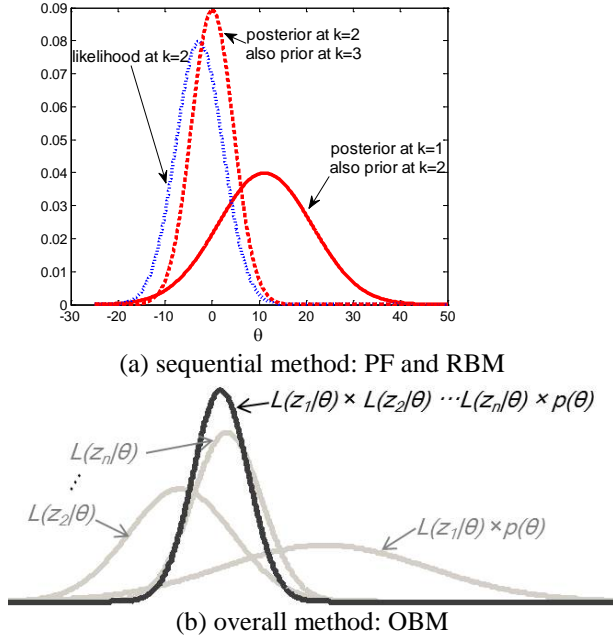 0.09
0.08
0.07
0.06
0.05
0.04
0.03
0.02
0.01
0
likelihood at k=2
posterior at k=2
also prior at k=3
posterior at k=1
also prior at k=2
-30 -20 -10 0 10 20 30 40 50
θ
(a) sequential method: PF and RBM
L(z₁/θ) × L(z₂/θ) ⋯L(zₙ/θ) × p(θ)
L(zₙ/θ)
⋯
L(z₂/θ)
L(z₁/θ) ×p(θ)
(b) overall method: OBM